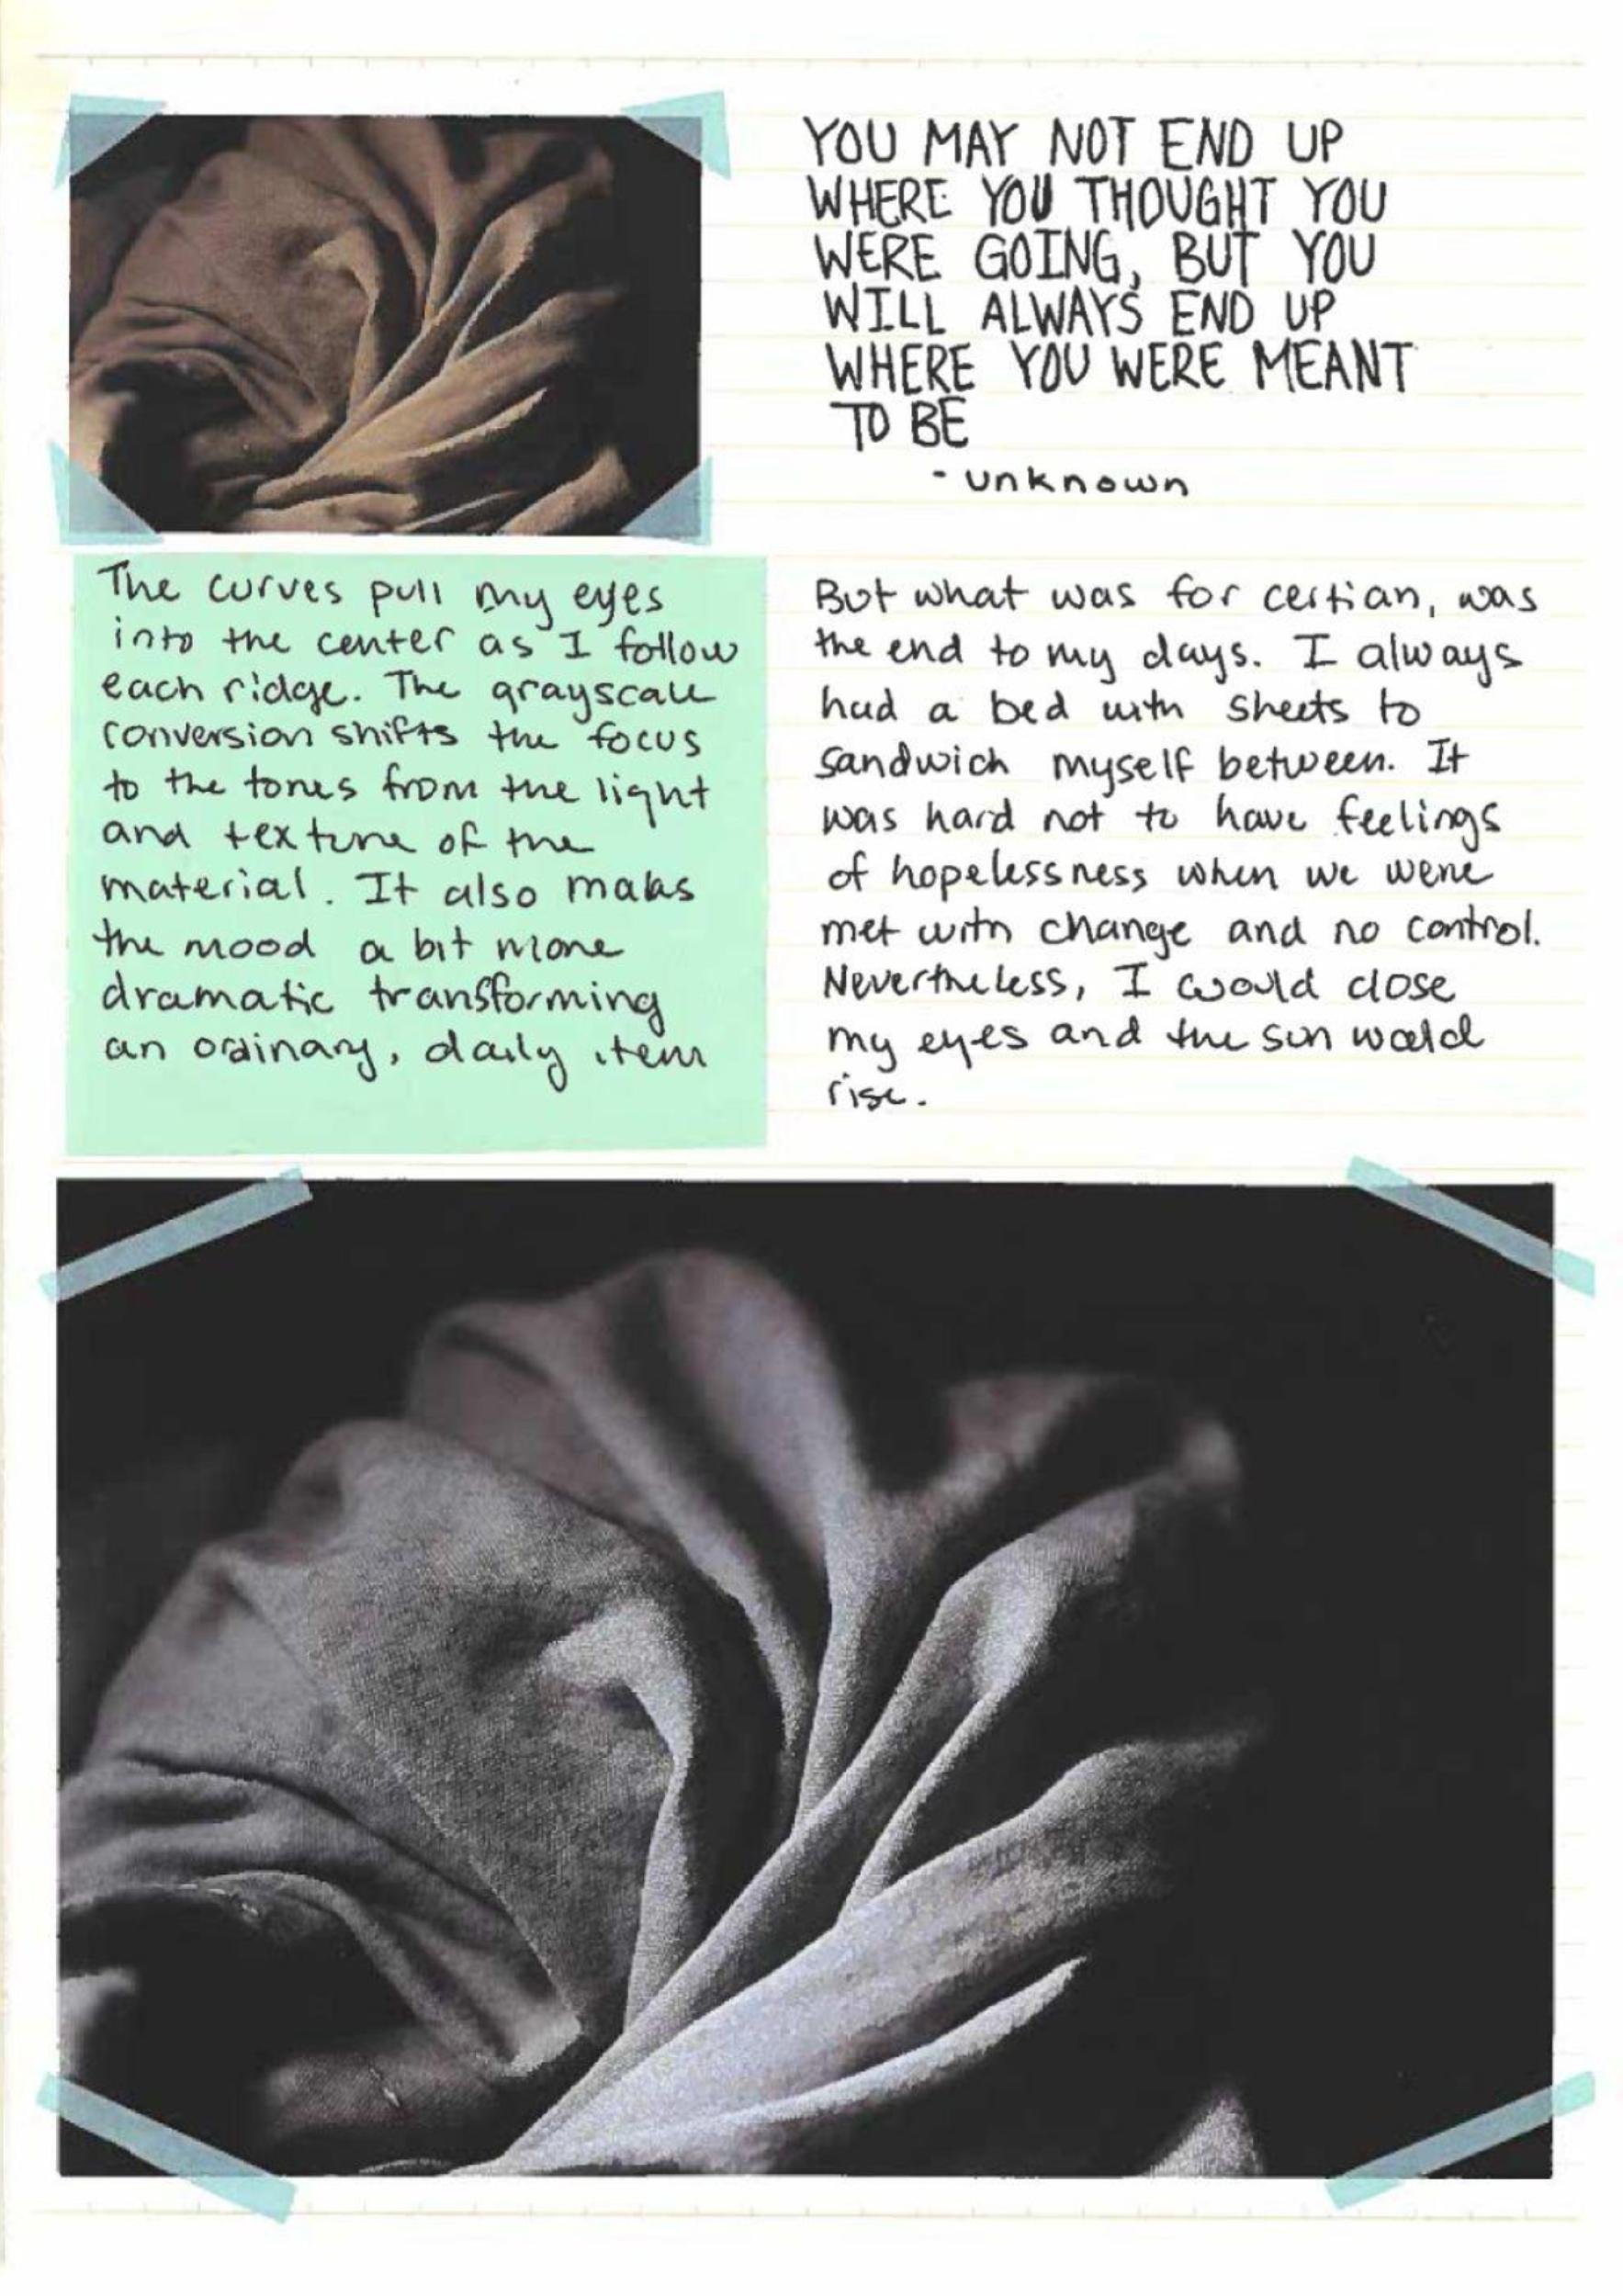 YOU MAY NOT END UP
WHERE YOU THOUGHT YOU
WERE GOING, BUT YOU
WILL ALWAYS END UP
WHERE YOU WERE MEANT
TO BE
- unknown
The curves pull my eyes
into the center as I follow
each ridge. The grayscale
conversion shifts the focus
to the tones from the light
and texture of the
material. It also makes
the mood a bit more
dramatic transforming
an ordinary, daily item
But what was for certian, was
the end to my days. I always
had a bed with sheets to
sandwich myself between. It
was hard not to have feelings
of hopelessness when we were
met with change and no control.
Nevertheless, I would close
my eyes and the sun would
rise.